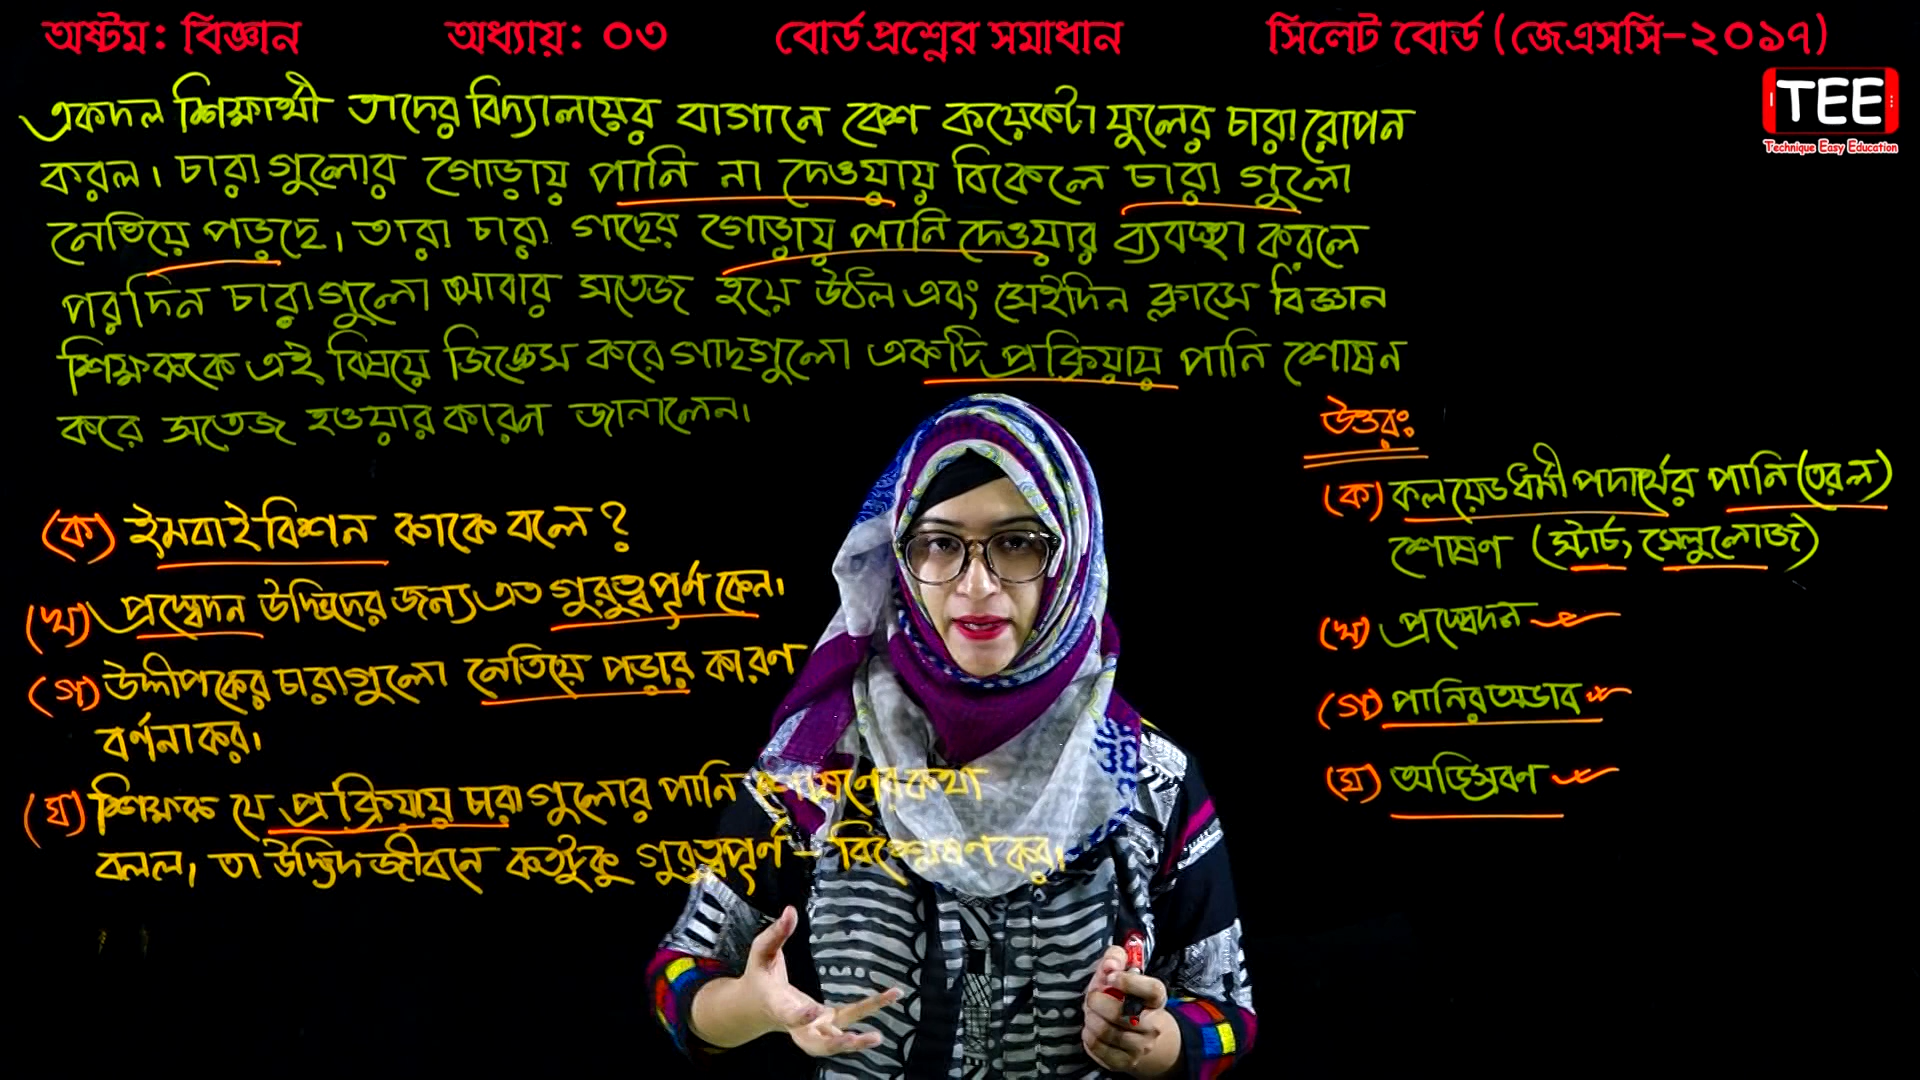 অষ্টম: বিজ্ঞান অধ্যায়: ০৩ বোর্ড প্রশ্নের সমাধান সিলেট বোর্ড (জেএসসি-২০১৭)
TEE
Technique Easy Education
একদল শিক্ষার্থী তাদের বিদ্যালয়ের বাগানে বেশ কয়েকটা ফুলের চারা রোপন
করল। চারা গুলোর গোড়ায় পানি না দেওয়ায় বিকেলে চারা গুলো
নেতিয়ে পড়ছে, তারা চারা গাছের গোড়ায় পানি দেওয়ার ব্যবস্থা করলে
পরদিন চারাগুলো আবার সতেজ হয়ে উঠল এবং সেইদিন ক্লাসে বিজ্ঞান
শিক্ষককে এই বিষয়ে জিজ্ঞেস করে গাছগুলো একটি প্রক্রিয়ায় পানি শোষন
করে সতেজ হওয়ার কারণ জানালেন।
(ক) ইমবাইবিশন কাকে বলে?
(খ) প্রস্বেদন উদ্ভিদের জন্য এত গুরুত্বপূর্ণ কেন।
(গ) উদ্দীপকের চারাগুলো নেতিয়ে পড়ার কারণ
বর্ণনা কর।
(ঘ) শিক্ষক যে প্রক্রিয়ায় চারাগুলোর পানি শোষণের কথা
বলল, তা উদ্ভিদজীবনে কতটুকু গুরুত্বপূর্ণ - বিশ্লেষণ কর।
উত্তর:
(ক) কলয়েডধর্মী পদার্থের পানি (তরল)
শোষণ (স্টার্চ, সেলুলোজ)
(খ) প্রস্বেদন
(গ) পানির অভাব
(ঘ) অভিস্রবণ